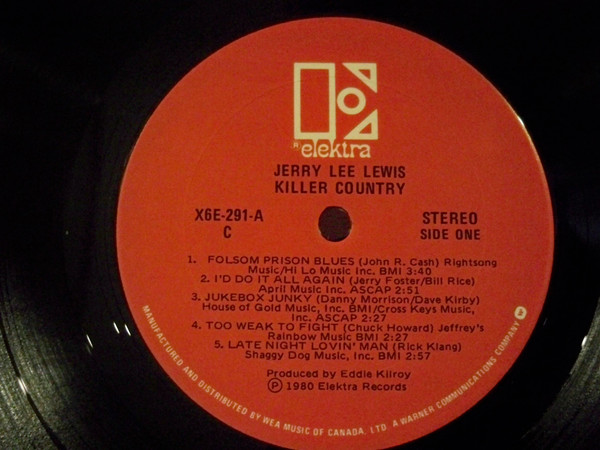 elektra
JERRY LEE LEWIS
KILLER COUNTRY
X6E-291-A
C
STEREO
SIDE ONE
1. FOLSOM PRISON BLUES (John R. Cash) Rightsong
Music/Hi Lo Music Inc. BMI 3:40
2. I'D DO IT ALL AGAIN (Jerry Foster/Bill Rice)
April Music, Inc. ASCAP 2:51
3. JUKEBOX JUNKY (Danny Morrison/Dave Kirby)
House of Gold Music, Inc. BMI/Cross Keys Music,
Inc. ASCAP 2:27
4. TOO WEAK TO FIGHT (Chuck Howard) Jeffrey's
Rainbow Music BMI 2:27
5. LATE NIGHT LOVIN' MAN (Rick Klang)
Shaggy Dog Music, Inc. BMI 2:57
Produced by Eddie Kilroy
Ⓟ 1980 Elektra Records
MANUFACTURED AND DISTRIBUTED BY WEA MUSIC OF CANADA, LTD. A WARNER COMMUNICATIONS COMPANY